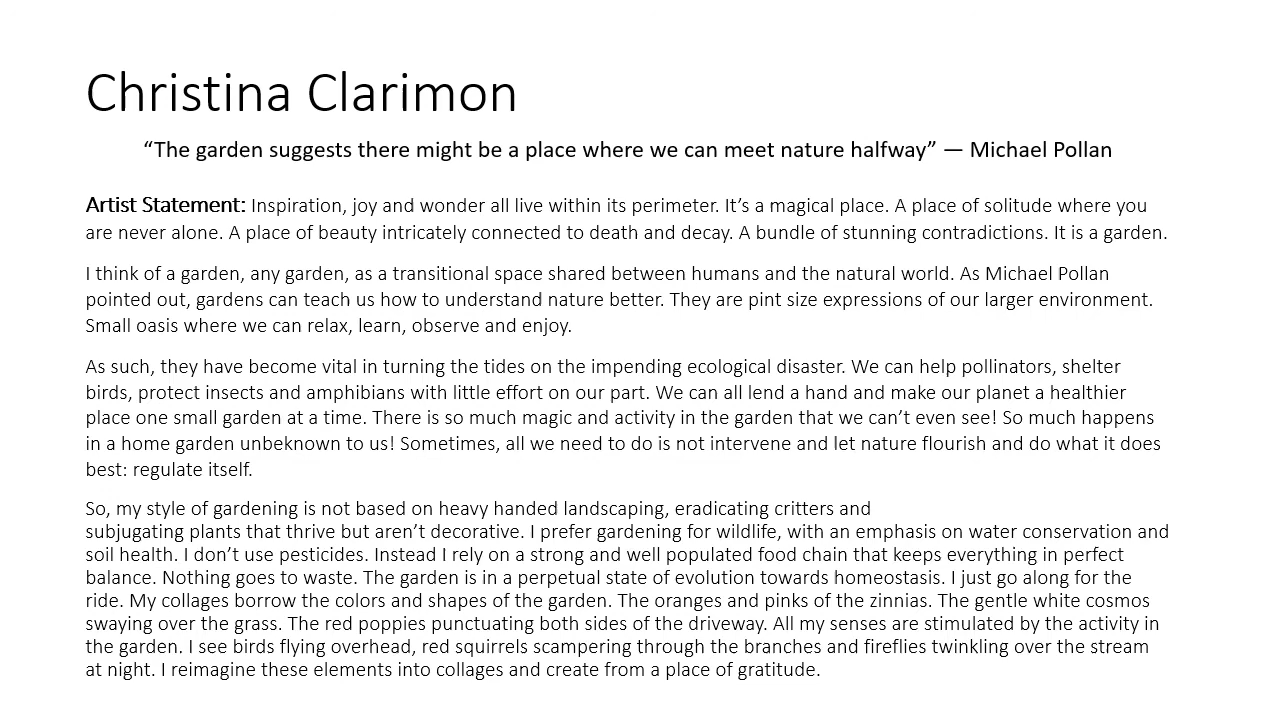 Christina Clarimon
“The garden suggests there might be a place where we can meet nature halfway” — Michael Pollan
Artist Statement: Inspiration, joy and wonder all live within its perimeter. It’s a magical place. A place of solitude where you
are never alone. A place of beauty intricately connected to death and decay. A bundle of stunning contradictions. It is a garden.
I think of a garden, any garden, as a transitional space shared between humans and the natural world. As Michael Pollan
pointed out, gardens can teach us how to understand nature better. They are pint size expressions of our larger environment.
Small oasis where we can relax, learn, observe and enjoy.
As such, they have become vital in turning the tides on the impending ecological disaster. We can help pollinators, shelter
birds, protect insects and amphibians with little effort on our part. We can all lend a hand and make our planet a healthier
place one small garden at a time. There is so much magic and activity in the garden that we can’t even see! So much happens
in a home garden unbeknown to us! Sometimes, all we need to do is not intervene and let nature flourish and do what it does
best: regulate itself.
So, my style of gardening is not based on heavy handed landscaping, eradicating critters and
subjugating plants that thrive but aren’t decorative. I prefer gardening for wildlife, with an emphasis on water conservation and
soil health. I don’t use pesticides. Instead I rely on a strong and well populated food chain that keeps everything in perfect
balance. Nothing goes to waste. The garden is in a perpetual state of evolution towards homeostasis. I just go along for the
ride. My collages borrow the colors and shapes of the garden. The oranges and pinks of the zinnias. The gentle white cosmos
swaying over the grass. The red poppies punctuating both sides of the driveway. All my senses are stimulated by the activity in
the garden. I see birds flying overhead, red squirrels scampering through the branches and fireflies twinkling over the stream
at night. I reimagine these elements into collages and create from a place of gratitude.